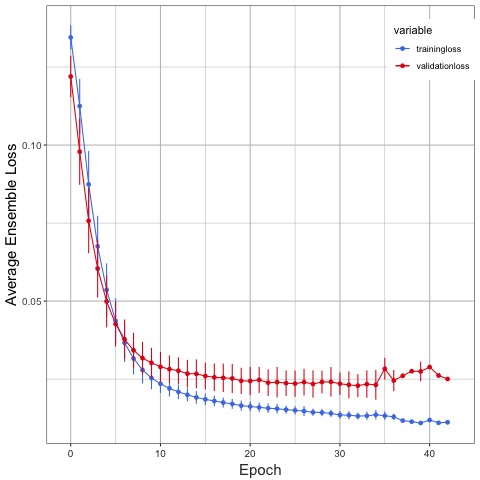 variable
trainingloss
validationloss
Average Ensemble Loss
0.10
0.05
0
10
20
30
40
Epoch